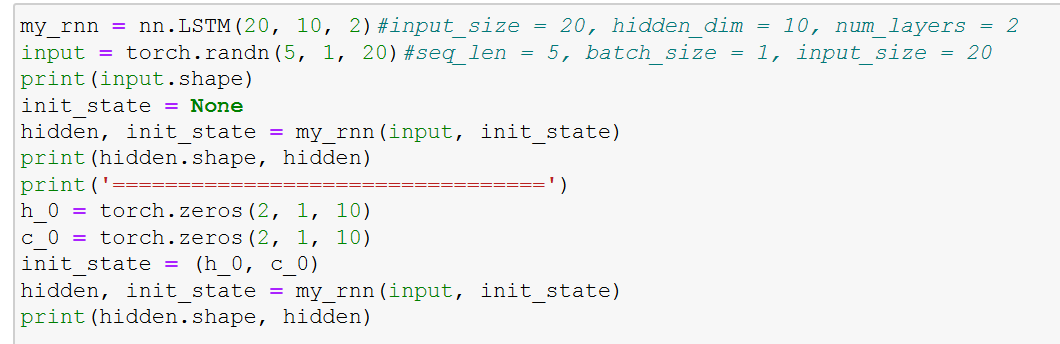 my_rnn = nn.LSTM(20, 10, 2)#input_size = 20, hidden_dim = 10, num_layers = 2
input = torch.randn(5, 1, 20)#seq_len = 5, batch_size = 1, input_size = 20
print(input.shape)
init_state = None
hidden, init_state = my_rnn(input, init_state)
print(hidden.shape, hidden)
print('=================================')
h_0 = torch.zeros(2, 1, 10)
c_0 = torch.zeros(2, 1, 10)
init_state = (h_0, c_0)
hidden, init_state = my_rnn(input, init_state)
print(hidden.shape, hidden)